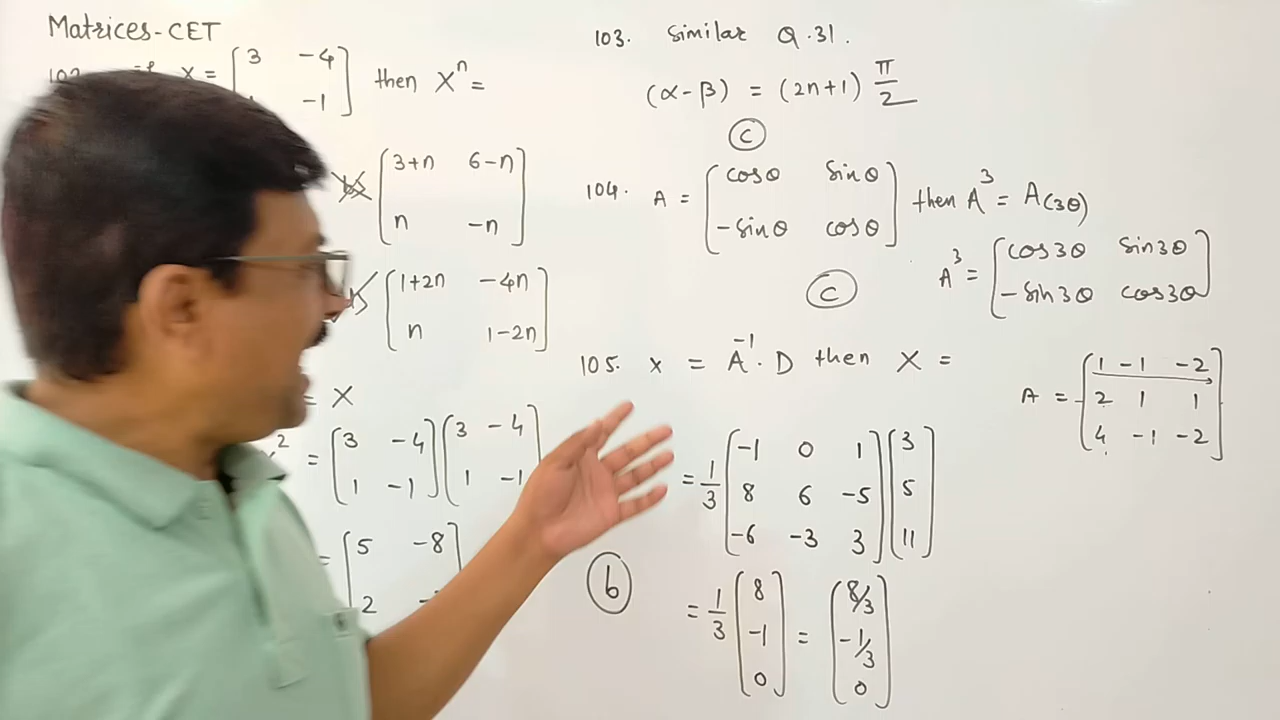 Matrices-CET
X = [3 -4
-1] then Xⁿ =
[3+n 6-n
n -n]
[1+2n -4n
n 1-2n]
= X
2 = [3 -4
1 -1] [3 -4
1 -1]
= [5 -8
2
103. Similar Q.31.
(α-β) = (2n+1) π/2
(C)
104. A = [cosθ sinθ
-sinθ cosθ] then A³ = A(3θ)
A³ = [cos3θ sin3θ
-sin3θ cos3θ]
(C)
105. x = A⁻¹.D then X =
A = [1 -1 -2
2 1 1
4 -1 -2]
= 1/3 [-1 0 1
8 6 -5
-6 -3 3] [3
5
11]
(b)
= 1/3 [8
-1
0] = [8/3
-1/3
0]